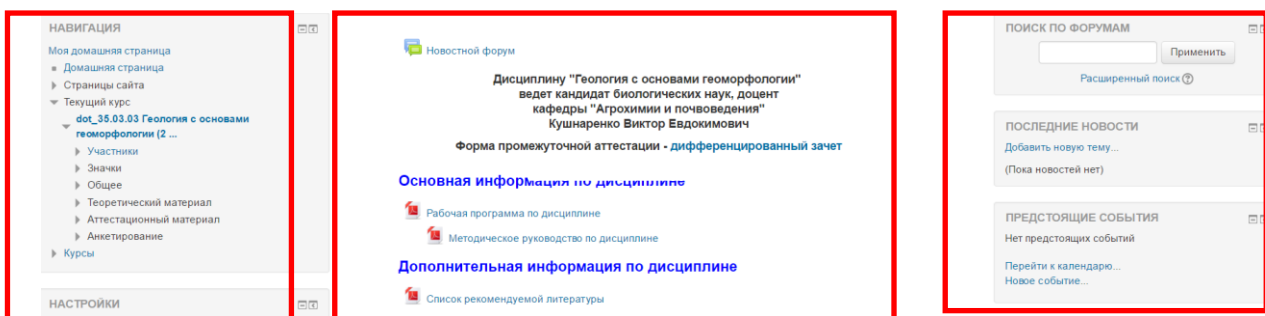 НАВИГАЦИЯ
Моя домашняя страница
Домашняя страница
Страницы сайта
Текущий курс
dot_35.03.03 Геология с основами
геоморфологии (2 ...
Участники
Значки
Общее
Теоретический материал
Аттестационный материал
Анкетирование
Курсы
НАСТРОЙКИ
Новостной форум
Дисциплину "Геология с основами геоморфологии"
ведет кандидат биологических наук, доцент
кафедры "Агрохимии и почвоведения"
Кушнаренко Виктор Евдокимович
Форма промежуточной аттестации - дифференцированный зачет
Основная информация по дисциплине
Рабочая программа по дисциплине
Методическое руководство по дисциплине
Дополнительная информация по дисциплине
Список рекомендуемой литературы
ПОИСК ПО ФОРУМАМ
Применить
Расширенный поиск
ПОСЛЕДНИЕ НОВОСТИ
Добавить новую тему...
(Пока новостей нет)
ПРЕДСТОЯЩИЕ СОБЫТИЯ
Нет предстоящих событий
Перейти к календарю...
Новое событие...